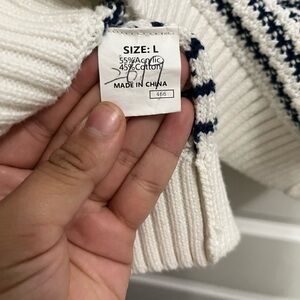 SIZE: L
55%Acrylic
45%Cotton
MADE IN CHINA
466